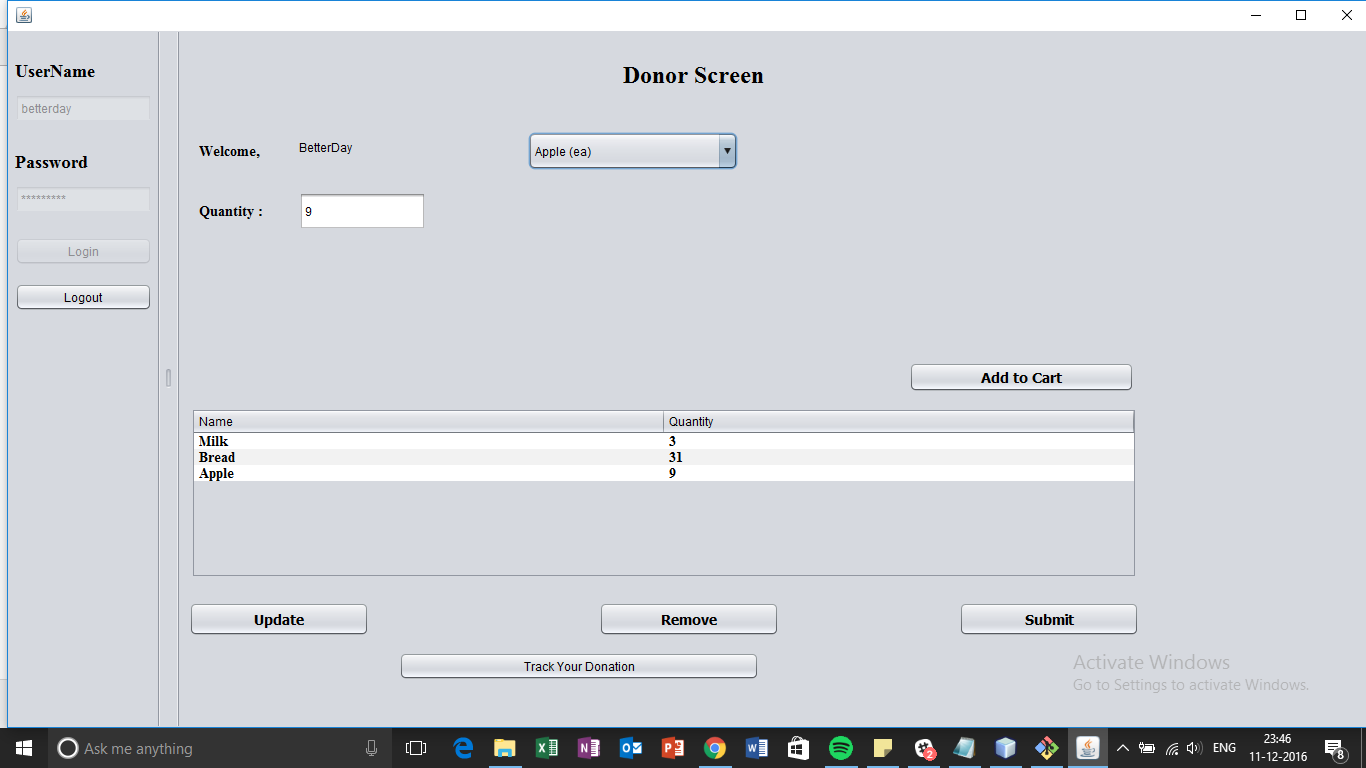 UserName
betterday
Password
*********
Login
Logout
Donor Screen
Welcome, BetterDay Apple (ea)
Quantity : 9
Add to Cart
Name Quantity
Milk 3
Bread 31
Apple 9
Update Remove Submit
Track Your Donation
Activate Windows
Go to Settings to activate Windows.
Ask me anything
ENG
23:46
11-12-2016
2
8